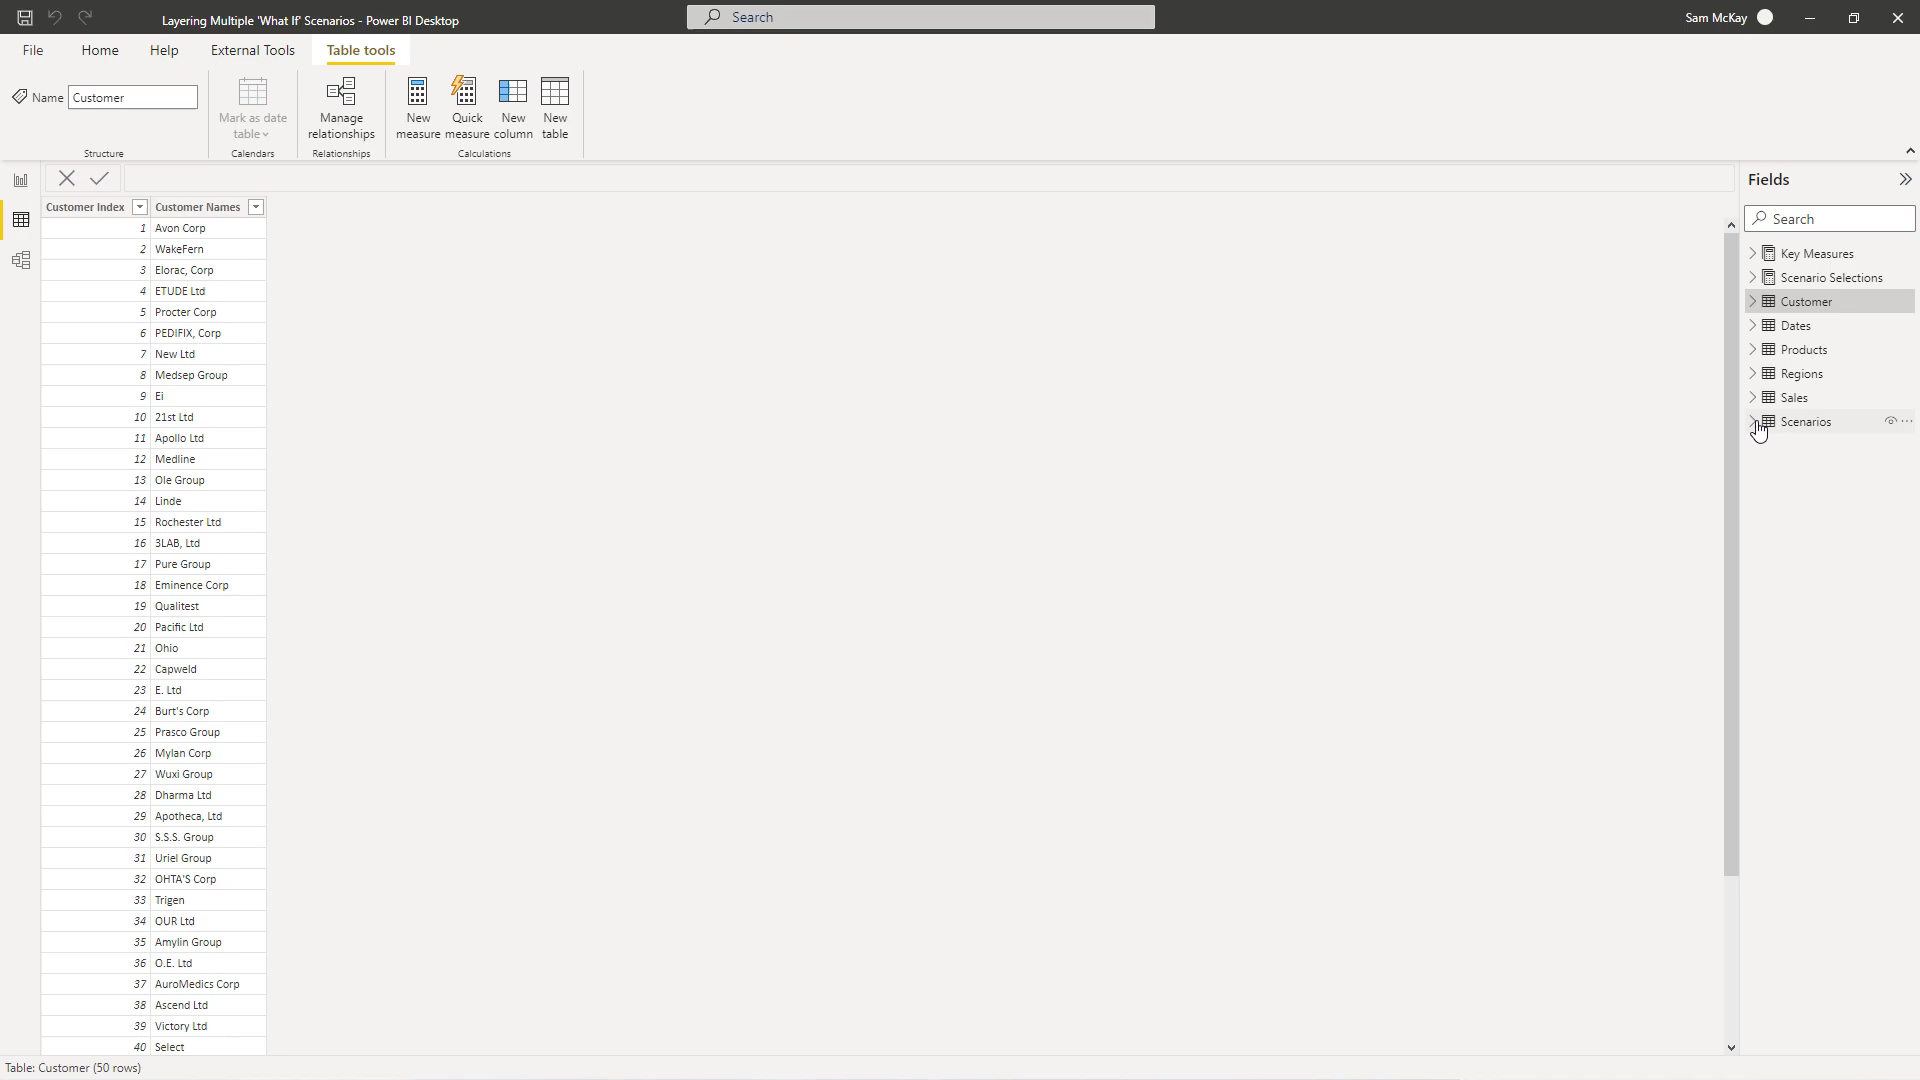 Layering Multiple 'What If' Scenarios - Power BI Desktop
Search
Sam McKay
File
Home
Help
External Tools
Table tools
Name
Customer
Structure
Mark as date
table
Calendars
Manage
relationships
Relationships
New
measure
Quick
measure
New
column
New
table
Calculations
Customer Index
Customer Names
1 Avon Corp
2 WakeFern
3 Elorac, Corp
4 ETUDE Ltd
5 Procter Corp
6 PEDIFIX, Corp
7 New Ltd
8 Medsep Group
9 Ei
10 21st Ltd
11 Apollo Ltd
12 Medline
13 Ole Group
14 Linde
15 Rochester Ltd
16 3LAB, Ltd
17 Pure Group
18 Eminence Corp
19 Qualitest
20 Pacific Ltd
21 Ohio
22 Capweld
23 E. Ltd
24 Burt's Corp
25 Prasco Group
26 Mylan Corp
27 Wuxi Group
28 Dharma Ltd
29 Apotheca, Ltd
30 S.S.S. Group
31 Uriel Group
32 OHTA'S Corp
33 Trigen
34 OUR Ltd
35 Amylin Group
36 O.E. Ltd
37 AuroMedics Corp
38 Ascend Ltd
39 Victory Ltd
40 Select
Fields
Search
Key Measures
Scenario Selections
Customer
Dates
Products
Regions
Sales
Scenarios
Table: Customer (50 rows)